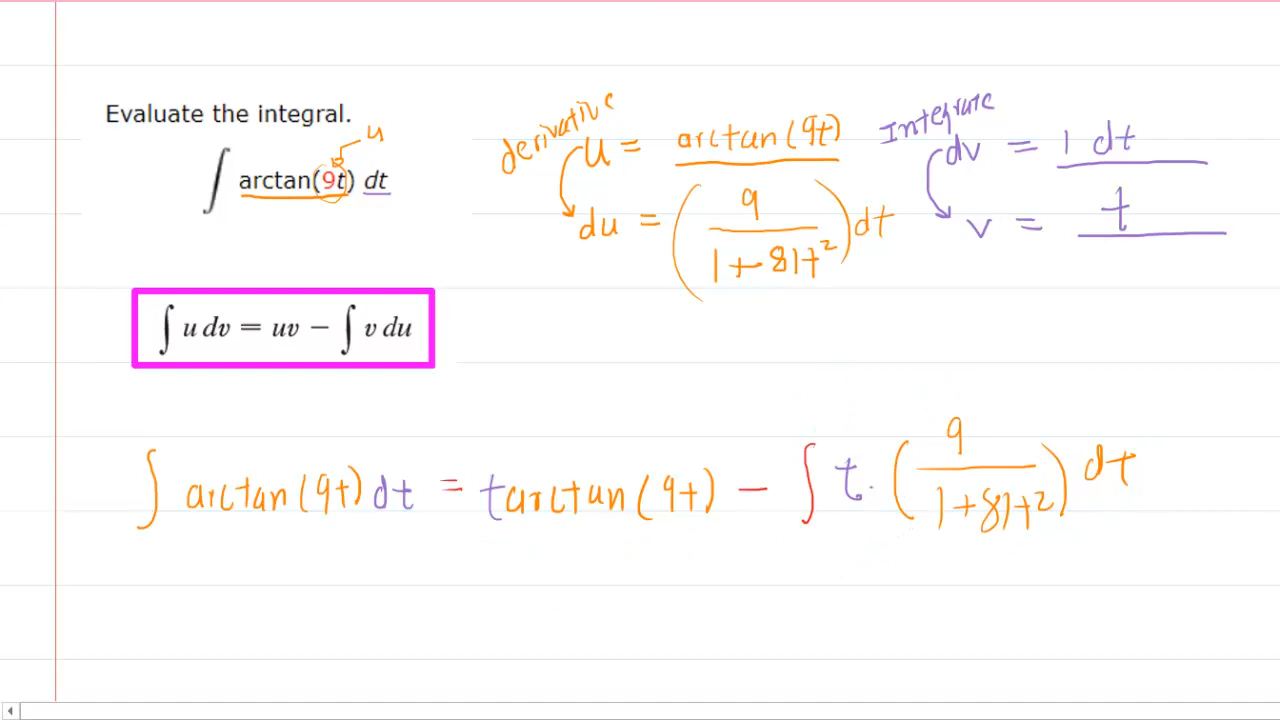 Evaluate the integral.
u
∫ arctan(9t) dt
derivative
u = arctan(9t)
du = (9 / (1+81t²)) dt
Integrate
dv = 1 dt
v = t
∫ u dv = uv − ∫ v du
∫ arctan(9t) dt = t arctan(9t) − ∫ t · (9 / (1+81t²)) dt